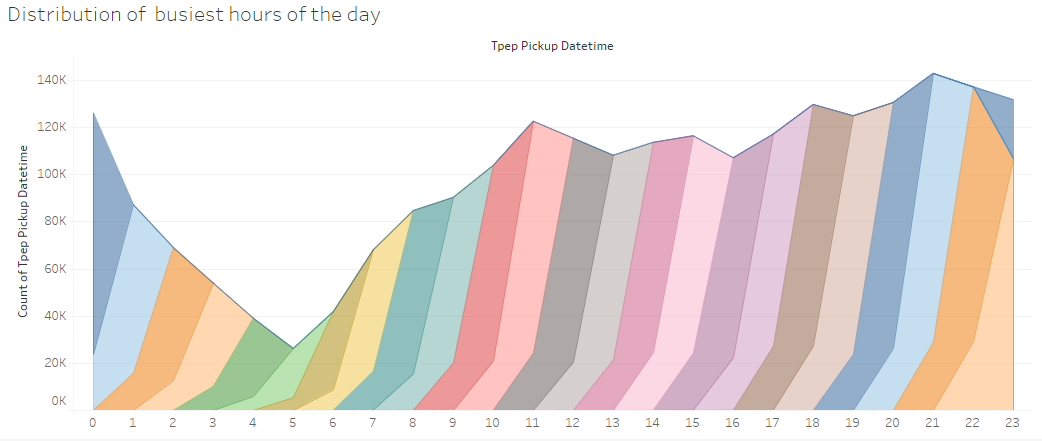 Distribution of  busiest hours of the day
Tpep Pickup Datetime
Count of Tpep Pickup Datetime
140K
120K
100K
80K
60K
40K
20K
0K
0 1 2 3 4 5 6 7 8 9 10 11 12 13 14 15 16 17 18 19 20 21 22 23